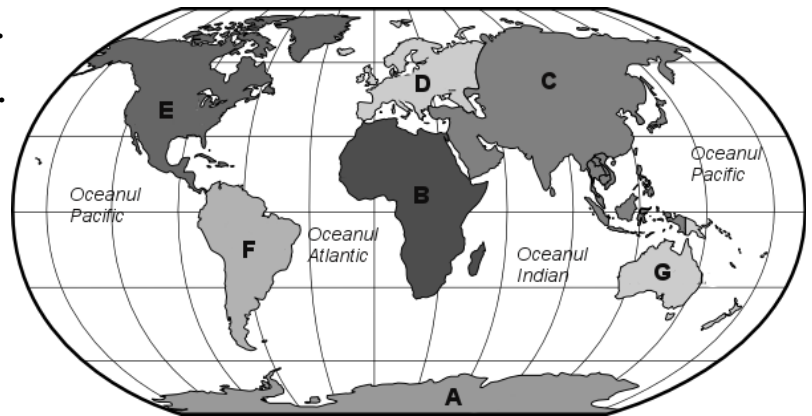 D
C
E
Oceanul
Pacific
Oceanul
Pacific
B
Oceanul
Atlantic
F
Oceanul
Indian
G
A